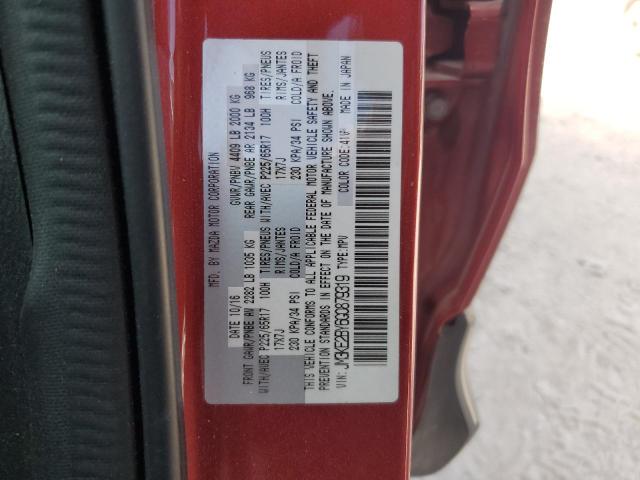 MFD. BY MAZDA MOTOR CORPORATION
DATE 10/16 GVWR/PNBV 4409 LB 2000 KG
FRONT GAWR/PNBE AV 2282 LB 1035 KG REAR GAWR/PNBE AR 2134 LB 968 KG
WITH/AVEC P225/65R17 100H TIRES/PNEUS WITH/AVEC P225/65R17 100H TIRES/PNEUS
17X7J RIMS/JANTES 17X7J RIMS/JANTES
230 KPA/34 PSI COLD/A FROID 230 KPA/34 PSI COLD/A FROID
THIS VEHICLE CONFORMS TO ALL APPLICABLE FEDERAL MOTOR VEHICLE SAFETY AND THEFT
PREVENTION STANDARDS IN EFFECT ON THE DATE OF MANUFACTURE SHOWN ABOVE.
VIN: JM3KE2BY6G0879319 TYPE:MPV COLOR CODE:41V MADE IN JAPAN